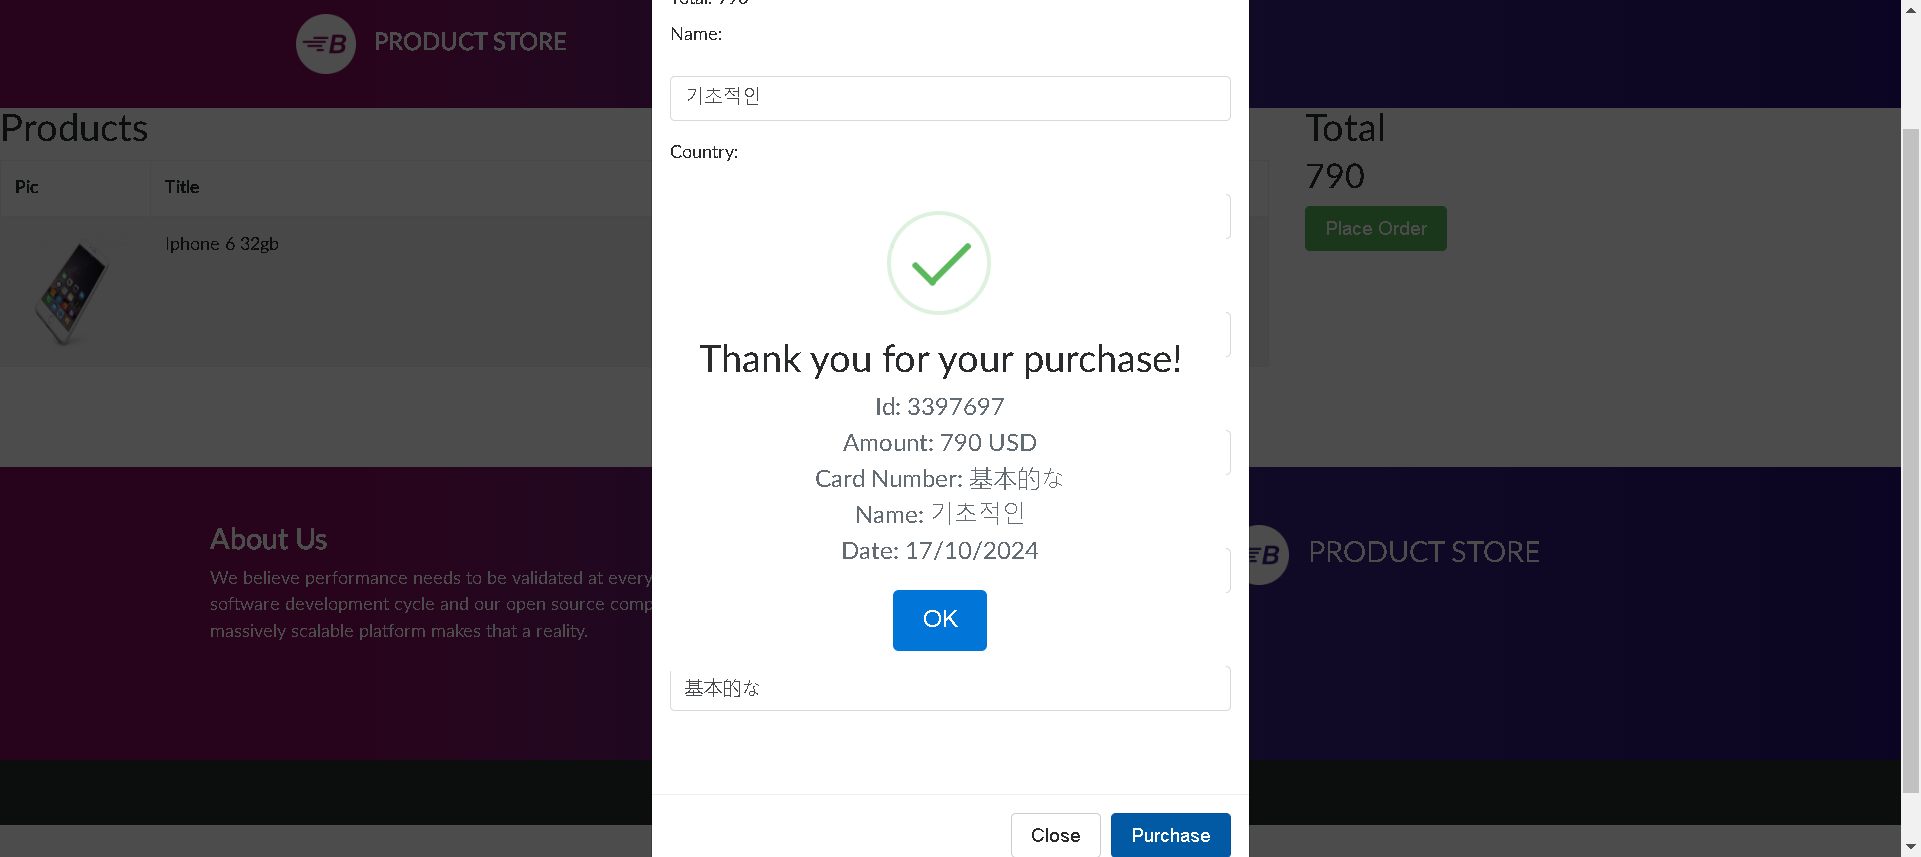 PRODUCT STORE
Total: 790
Name:
기초적인
Country:
Products
Pic
Title
Iphone 6 32gb
Total
790
Place Order
Thank you for your purchase!
Id: 3397697
Amount: 790 USD
Card Number: 基本的な
Name: 기초적인
Date: 17/10/2024
OK
基本的な
Close
Purchase
About Us
We believe performance needs to be validated at every
software development cycle and our open source comp
massively scalable platform makes that a reality.
B PRODUCT STORE